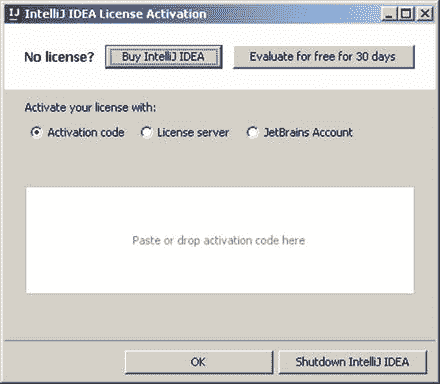 IJ IntelliJ IDEA License Activation
No license? Buy IntelliJ IDEA Evaluate for free for 30 days
Activate your license with:
Activation code License server JetBrains Account
Paste or drop activation code here
OK Shutdown IntelliJ IDEA